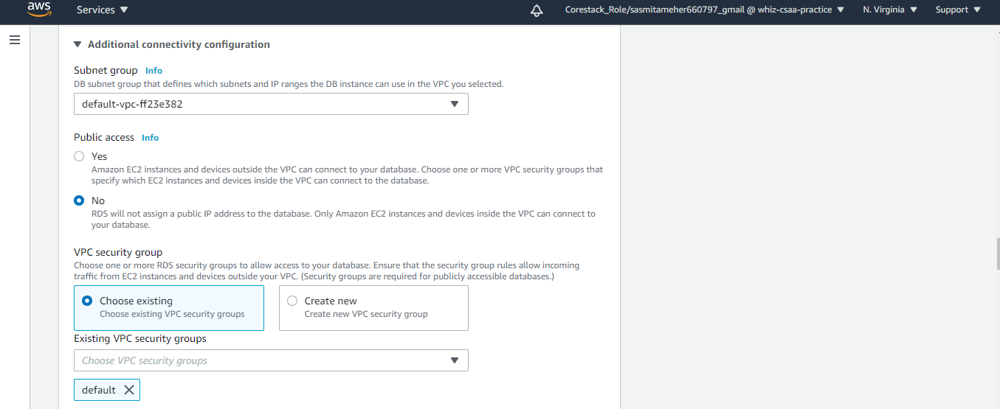 aws Services Corestack_Role/sasmitameher660797_gmail @ whiz-csaa-practice N. Virginia Support
Additional connectivity configuration
Subnet group Info
DB subnet group that defines which subnets and IP ranges the DB instance can use in the VPC you selected.
default-vpc-ff23e382
Public access Info
Yes
Amazon EC2 instances and devices outside the VPC can connect to your database. Choose one or more VPC security groups that
specify which EC2 instances and devices inside the VPC can connect to the database.
No
RDS will not assign a public IP address to the database. Only Amazon EC2 instances and devices inside the VPC can connect to
your database.
VPC security group
Choose one or more RDS security groups to allow access to your database. Ensure that the security group rules allow incoming
traffic from EC2 instances and devices outside your VPC. (Security groups are required for publicly accessible databases.)
Choose existing
Choose existing VPC security groups
Create new
Create new VPC security group
Existing VPC security groups
Choose VPC security groups
default